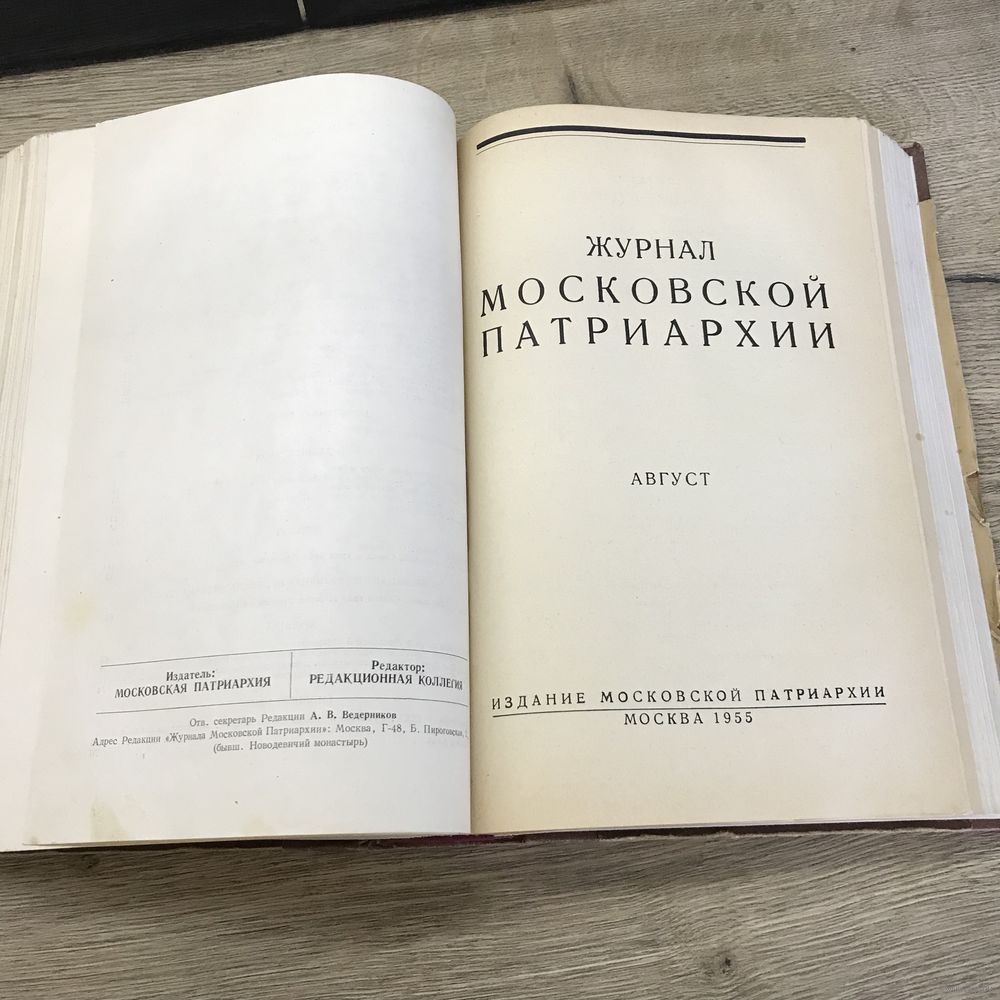 Издатель:
МОСКОВСКАЯ ПАТРИАРХИЯ
Редактор:
РЕДАКЦИОННАЯ КОЛЛЕГИЯ
Отв. секретарь Редакции А. В. Ведерников
Адрес Редакции «Журнала Московской Патриархии»: Москва, Г-48, Б. Пироговская,
(бывш. Новодевичий монастырь)
ЖУРНАЛ
МОСКОВСКОЙ
ПАТРИАРХИИ
АВГУСТ
ИЗДАНИЕ МОСКОВСКОЙ ПАТРИАРХИИ
МОСКВА 1955